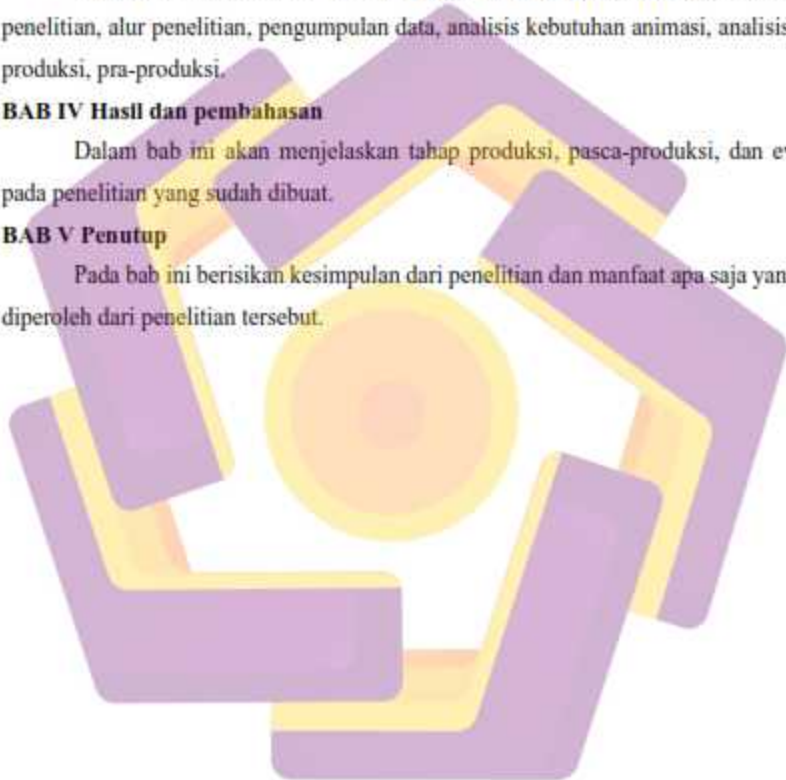 penelitian, alur penelitian, pengumpulan data, analisis kebutuhan animasi, analisis
produksi, pra-produksi.
BAB IV Hasil dan pembahasan
Dalam bab ini akan menjelaskan tahap produksi, pasca-produksi, dan
pada penelitian yang sudah dibuat.
BAB V Penutup
Pada bab ini berisikan kesimpulan dari penelitian dan manfaat apa saja
diperoleh dari penelitian tersebut.